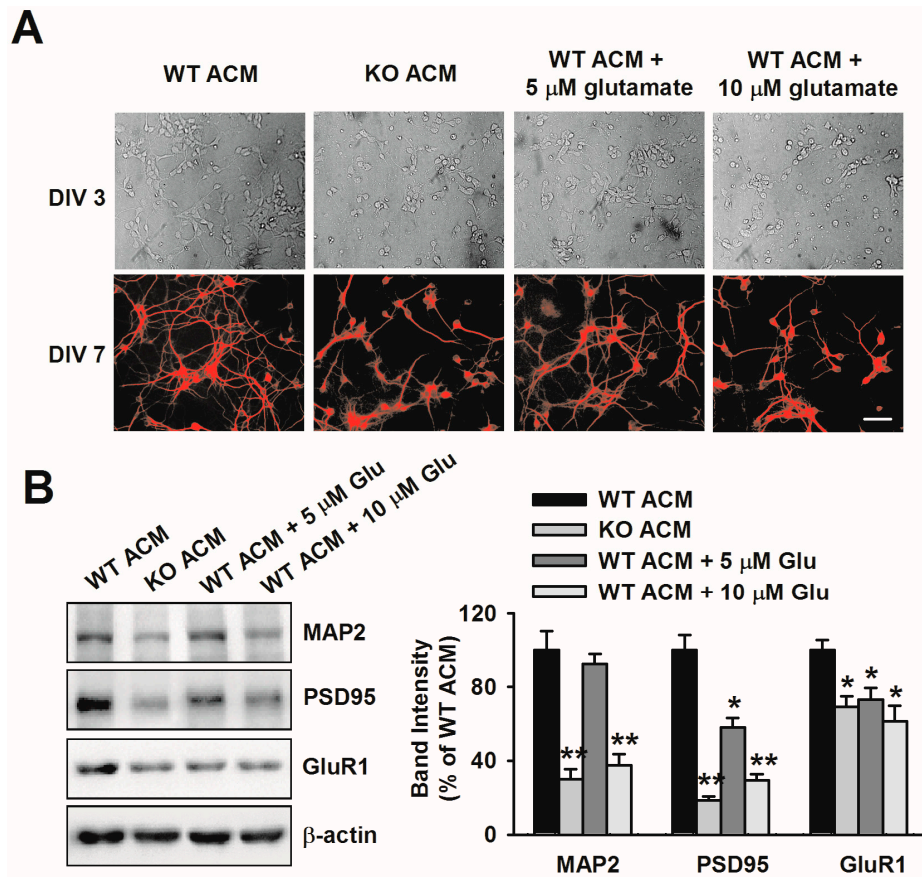 A
WT ACM
KO ACM
WT ACM +
5 μM glutamate
WT ACM +
10 μM glutamate
DIV 3
DIV 7
B
WT ACM
KO ACM
WT ACM + 5 μM Glu
WT ACM + 10 μM Glu
MAP2
PSD95
GluR1
β-actin
WT ACM
KO ACM
WT ACM + 5 μM Glu
WT ACM + 10 μM Glu
Band Intensity
(% of WT ACM)
120
80
40
0
**
**
**
*
**
*
*
*
MAP2
PSD95
GluR1